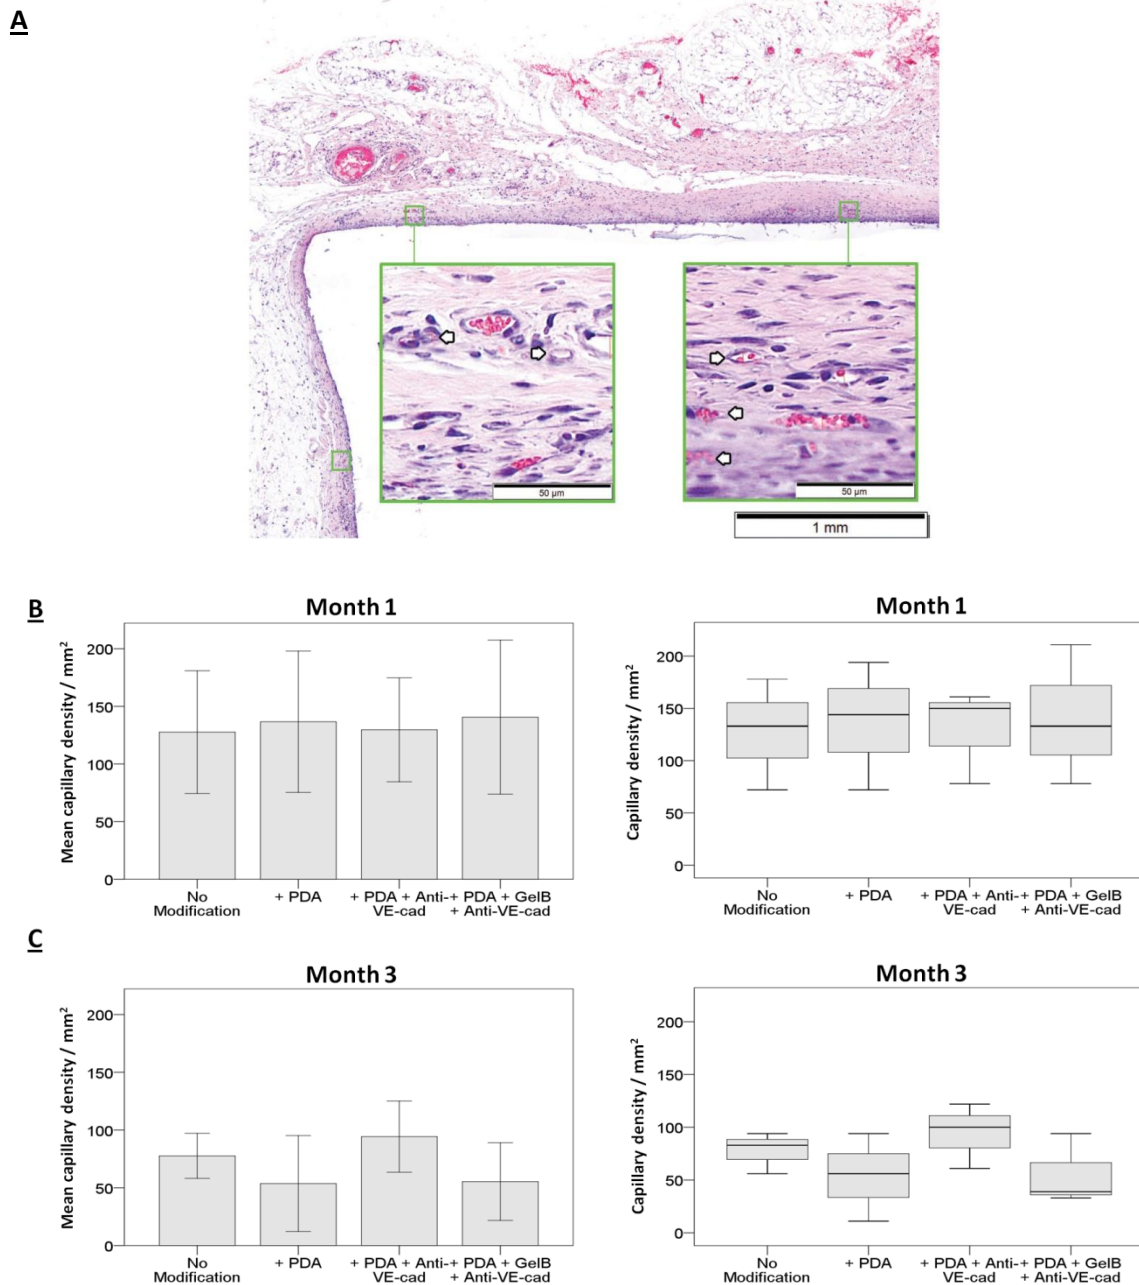 A
50 µm
50 µm
1 mm
B
Month 1
Mean capillary density / mm²
200
150
100
50
0
No
Modification
+ PDA
+ PDA + Anti-
VE-cad
+ PDA + GelB
+ Anti-VE-cad
Month 1
Capillary density / mm²
200
150
100
50
0
No
Modification
+ PDA
+ PDA + Anti-
VE-cad
+ PDA + GelB
+ Anti-VE-cad
C
Month 3
Mean capillary density / mm²
200
150
100
50
0
No
Modification
+ PDA
+ PDA + Anti-
VE-cad
+ PDA + GelB
+ Anti-VE-cad
Month 3
Capillary density / mm²
200
150
100
50
0
No
Modification
+ PDA
+ PDA + Anti-
VE-cad
+ PDA + GelB
+ Anti-VE-cad